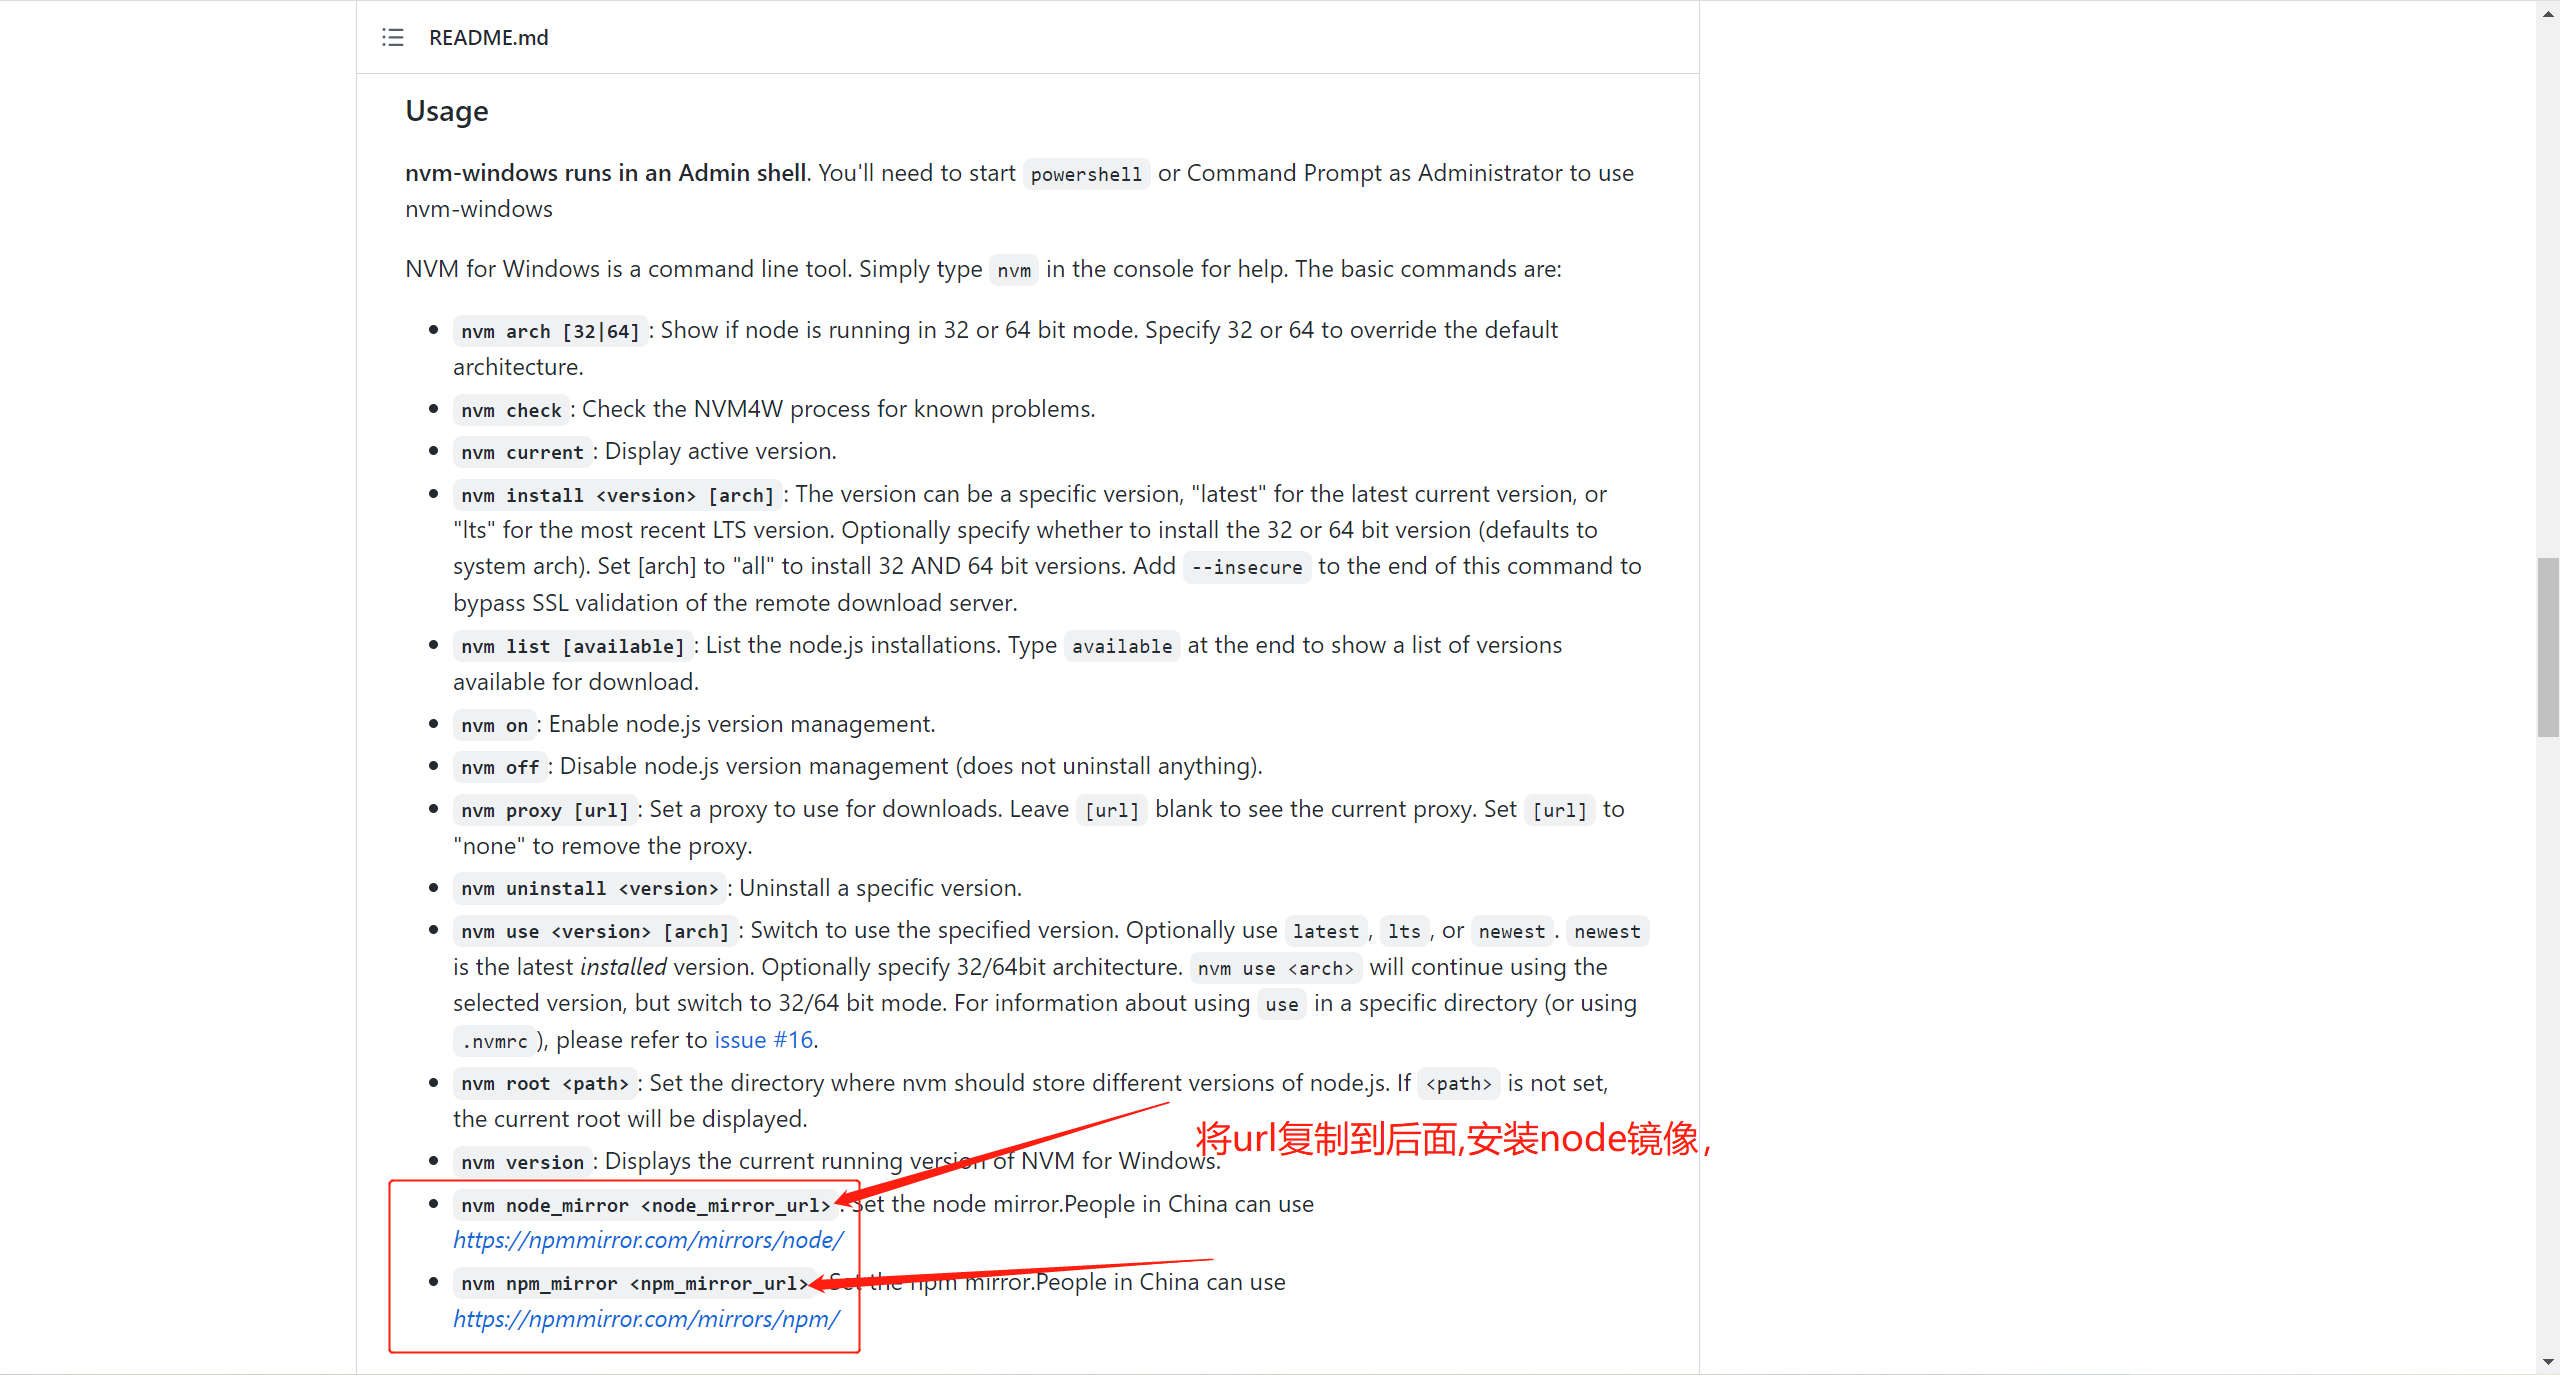 README.md
Usage
nvm-windows runs in an Admin shell. You'll need to start powershell or Command Prompt as Administrator to use
nvm-windows
NVM for Windows is a command line tool. Simply type nvm in the console for help. The basic commands are:
nvm arch [32|64]: Show if node is running in 32 or 64 bit mode. Specify 32 or 64 to override the default
architecture.
nvm check: Check the NVM4W process for known problems.
nvm current: Display active version.
nvm install <version> [arch]: The version can be a specific version, "latest" for the latest current version, or
"lts" for the most recent LTS version. Optionally specify whether to install the 32 or 64 bit version (defaults to
system arch). Set [arch] to "all" to install 32 AND 64 bit versions. Add --insecure to the end of this command to
bypass SSL validation of the remote download server.
nvm list [available]: List the node.js installations. Type available at the end to show a list of versions
available for download.
nvm on: Enable node.js version management.
nvm off: Disable node.js version management (does not uninstall anything).
nvm proxy [url]: Set a proxy to use for downloads. Leave [url] blank to see the current proxy. Set [url] to
"none" to remove the proxy.
nvm uninstall <version>: Uninstall a specific version.
nvm use <version> [arch]: Switch to use the specified version. Optionally use latest, lts, or newest. newest
is the latest installed version. Optionally specify 32/64bit architecture. nvm use <arch> will continue using the
selected version, but switch to 32/64 bit mode. For information about using use in a specific directory (or using
.nvmrc), please refer to issue #16.
nvm root <path>: Set the directory where nvm should store different versions of node.js. If <path> is not set,
the current root will be displayed.
将url复制到后面,安装node镜像，
nvm version: Displays the current running version of NVM for Windows.
nvm node_mirror <node_mirror_url>: Set the node mirror.People in China can use
https://npmmirror.com/mirrors/node/
nvm npm_mirror <npm_mirror_url>: Set the npm mirror.People in China can use
https://npmmirror.com/mirrors/npm/